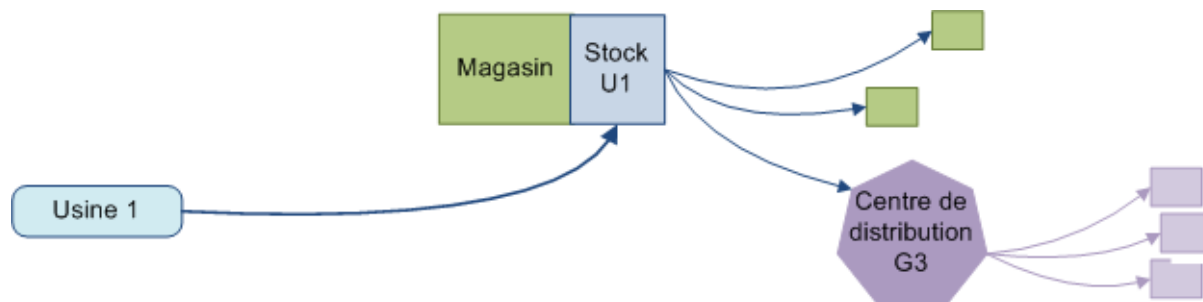 Magasin
Stock
U1
Usine 1
Centre de
distribution
G3